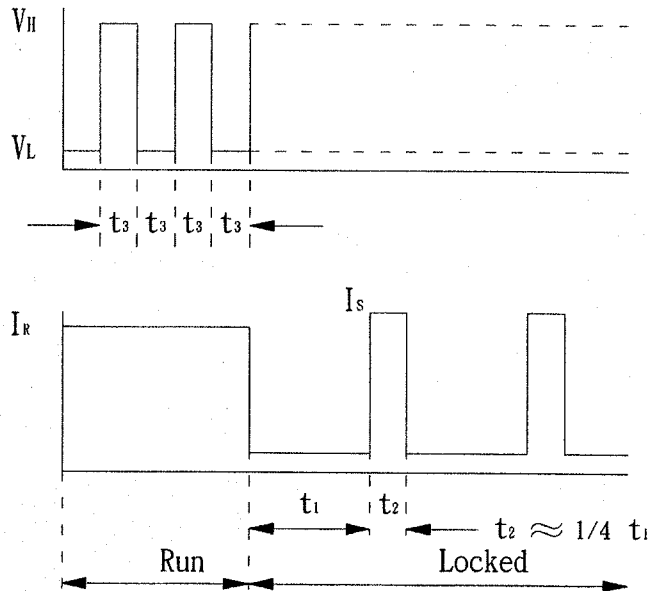 VH
VL
t3 t3 t3 t3
IS
IR
t1 t2
t2 ≈ 1/4 t1
Run Locked